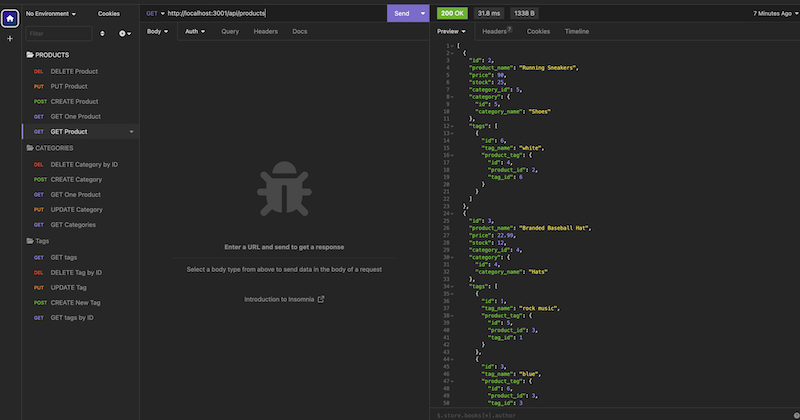 No Environment
Cookies
GET
http://localhost:3001/api/products
Send
200 OK
31.8 ms
1338 B
7 Minutes Ago
Filter
Body
Auth
Query
Headers
Docs
Preview
Headers 7
Cookies
Timeline
PRODUCTS
DEL DELETE Product
PUT PUT Product
POST CREATE Product
GET GET One Product
GET GET Product
CATEGORIES
DEL DELETE Category by ID
POST CREATE Category
GET GET One Product
PUT UPDATE Category
GET GET Categories
Tags
GET GET tags
DEL DELETE Tag by ID
PUT UPDATE Tag
POST CREATE New Tag
GET GET tags by ID
Enter a URL and send to get a response
Select a body type from above to send data in the body of a request
Introduction to Insomnia
1 [
2 {
3 "id": 2,
4 "product_name": "Running Sneakers",
5 "price": 90,
6 "stock": 25,
7 "category_id": 5,
8 "category": {
9 "id": 5,
10 "category_name": "Shoes"
11 },
12 "tags": [
13 {
14 "id": 6,
15 "tag_name": "white",
16 "product_tag": {
17 "id": 4,
18 "product_id": 2,
19 "tag_id": 6
20 }
21 }
22 ]
23 },
24 {
25 "id": 3,
26 "product_name": "Branded Baseball Hat",
27 "price": 22.99,
28 "stock": 12,
29 "category_id": 4,
30 "category": {
31 "id": 4,
32 "category_name": "Hats"
33 },
34 "tags": [
35 {
36 "id": 1,
37 "tag_name": "rock music",
38 "product_tag": {
39 "id": 5,
40 "product_id": 3,
41 "tag_id": 1
42 }
43 },
44 {
45 "id": 3,
46 "tag_name": "blue",
47 "product_tag": {
48 "id": 6,
49 "product_id": 3,
50 "tag_id": 3
$.store.books[*].author